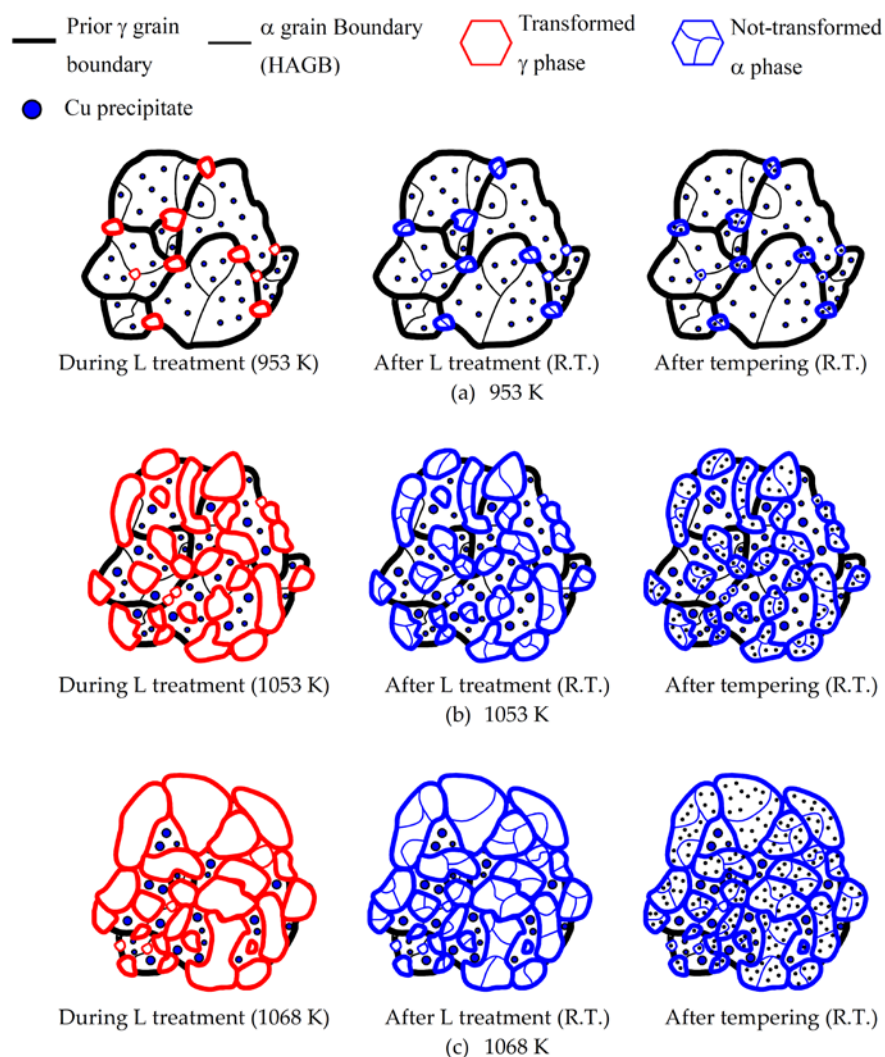 Prior γ grain boundary
α grain Boundary (HAGB)
Transformed γ phase
Not-transformed α phase
Cu precipitate
During L treatment (953 K)
After L treatment (R.T.)
After tempering (R.T.)
(a) 953 K
During L treatment (1053 K)
After L treatment (R.T.)
After tempering (R.T.)
(b) 1053 K
During L treatment (1068 K)
After L treatment (R.T.)
After tempering (R.T.)
(c) 1068 K